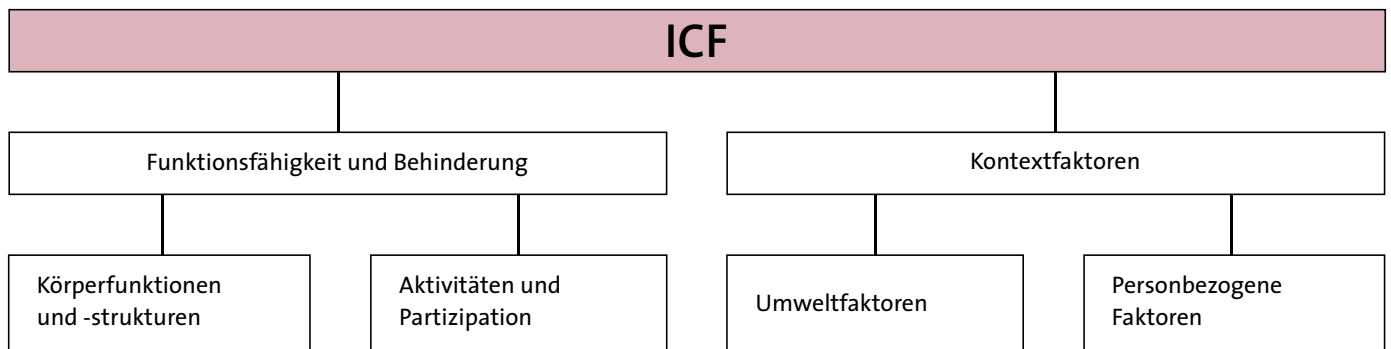 ICF
Funktionsfähigkeit und Behinderung
Kontextfaktoren
Körperfunktionen
und -strukturen
Aktivitäten und
Partizipation
Umweltfaktoren
Personbezogene
Faktoren